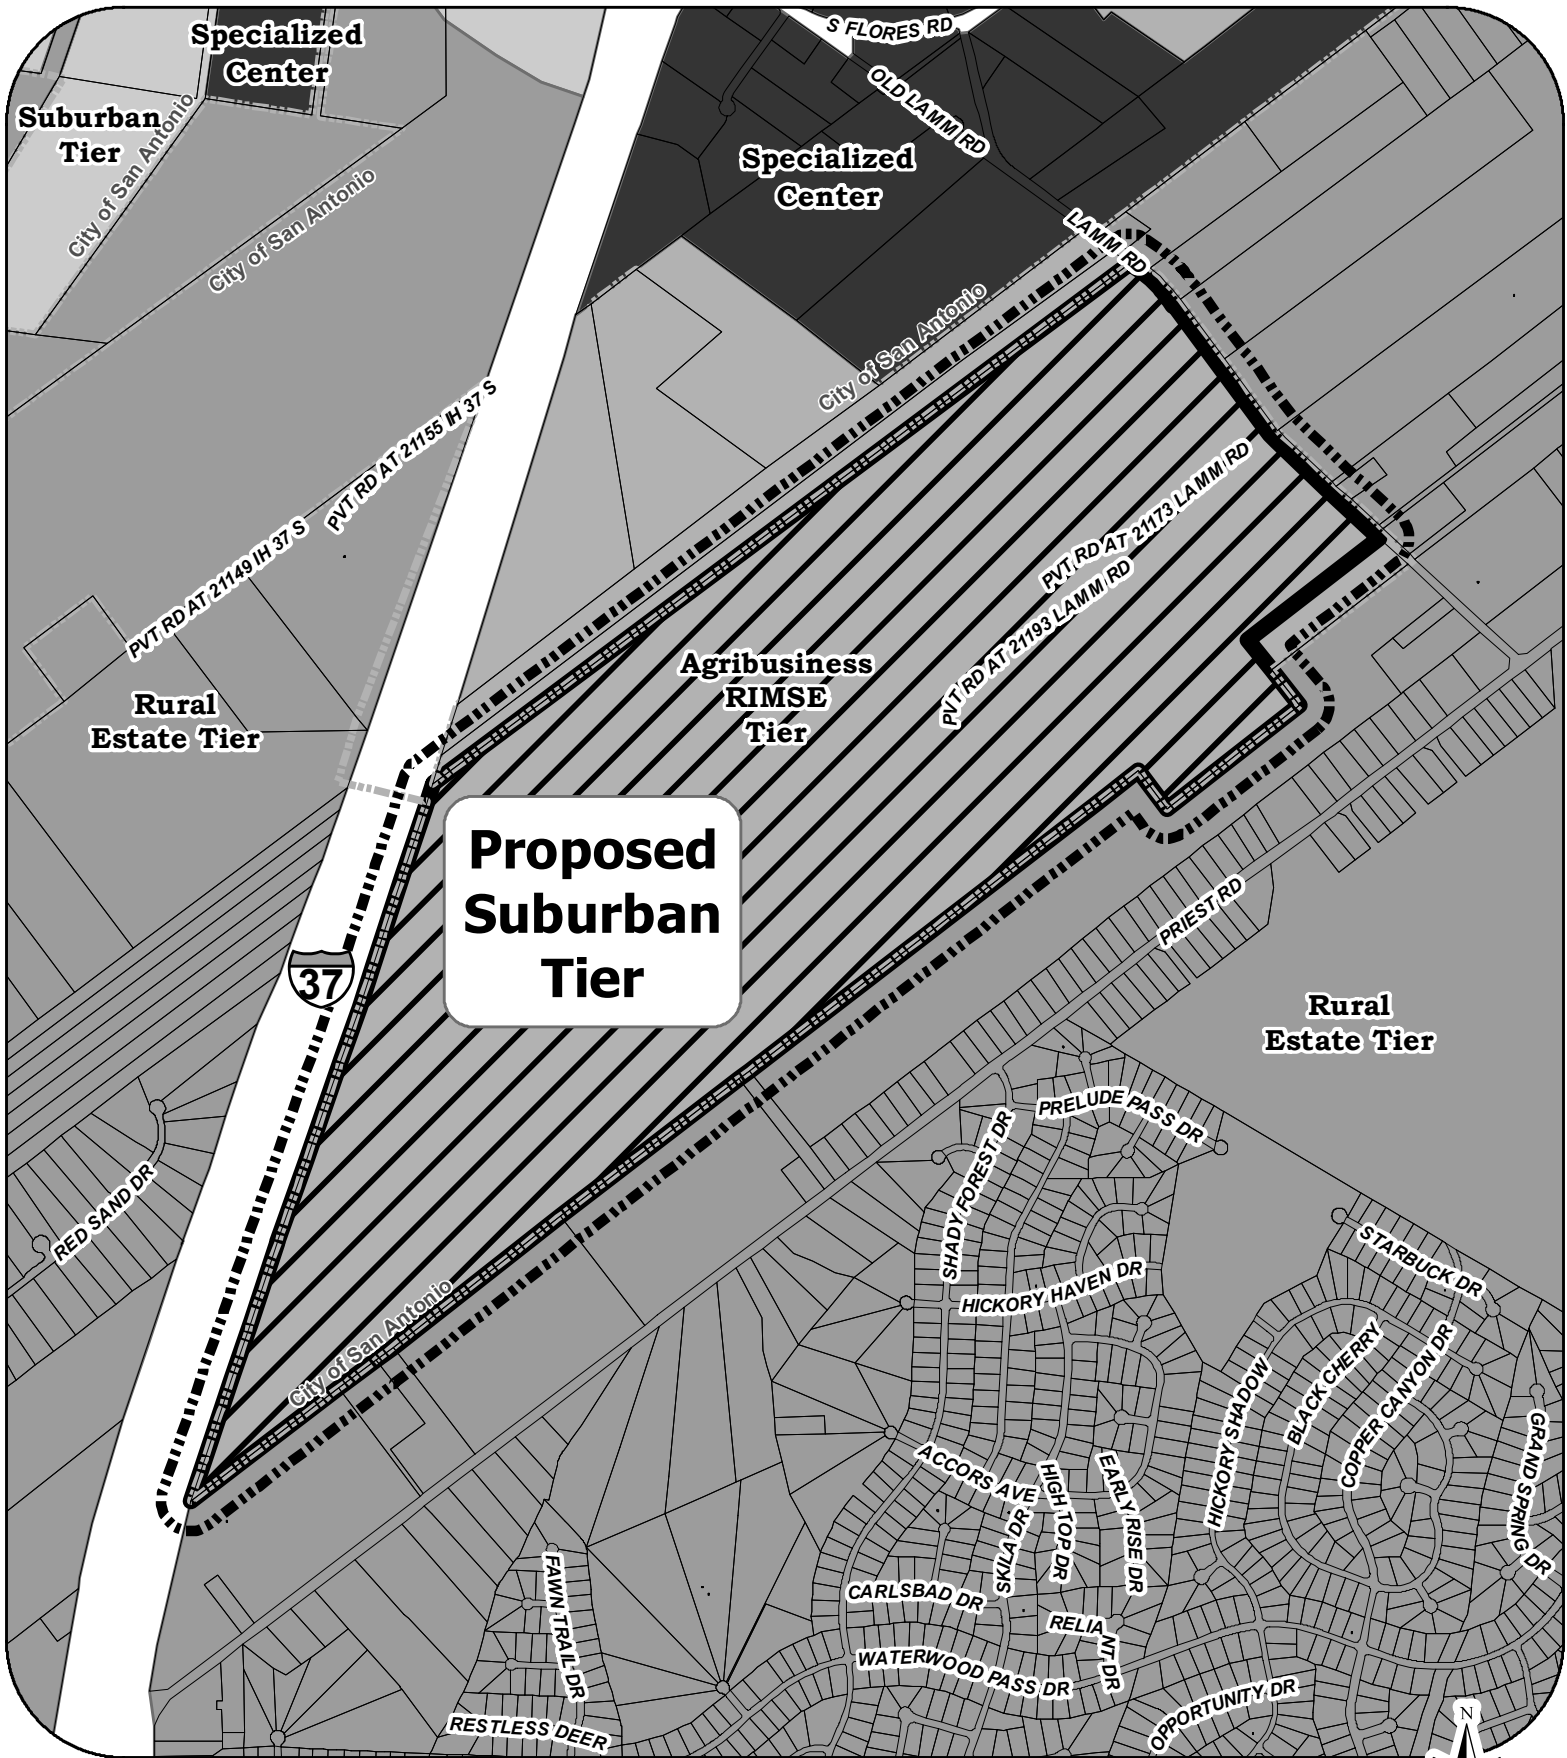 S FLORES RD
Specialized
Center
OLD LAMM RD
Suburban
Tier
City of San Antonio
City of San Antonio
Specialized
Center
LAMM RD
City of San Antonio
PVT RD AT 21155 IH 37 S
PVT RD AT 21149 IH 37 S
PVT RD AT 21173 LAMM RD
PVT RD AT 21193 LAMM RD
Agribusiness
RIMSE
Tier
Rural
Estate Tier
Proposed
Suburban
Tier
37
PRIEST RD
Rural
Estate Tier
PRELUDE PASS DR
SHADY FOREST DR
RED SAND DR
STARBUCK DR
HICKORY HAVEN DR
City of San Antonio
HICKORY SHADOW
BLACK CHERRY
COPPER CANYON DR
GRAND SPRING DR
ACCORS AVE
HIGH TOP DR
EARLY RISE DR
SKILA DR
FAWN TRAIL DR
CARLSBAD DR
RELIANT DR
WATERWOOD PASS DR
OPPORTUNITY DR
RESTLESS DEER
N